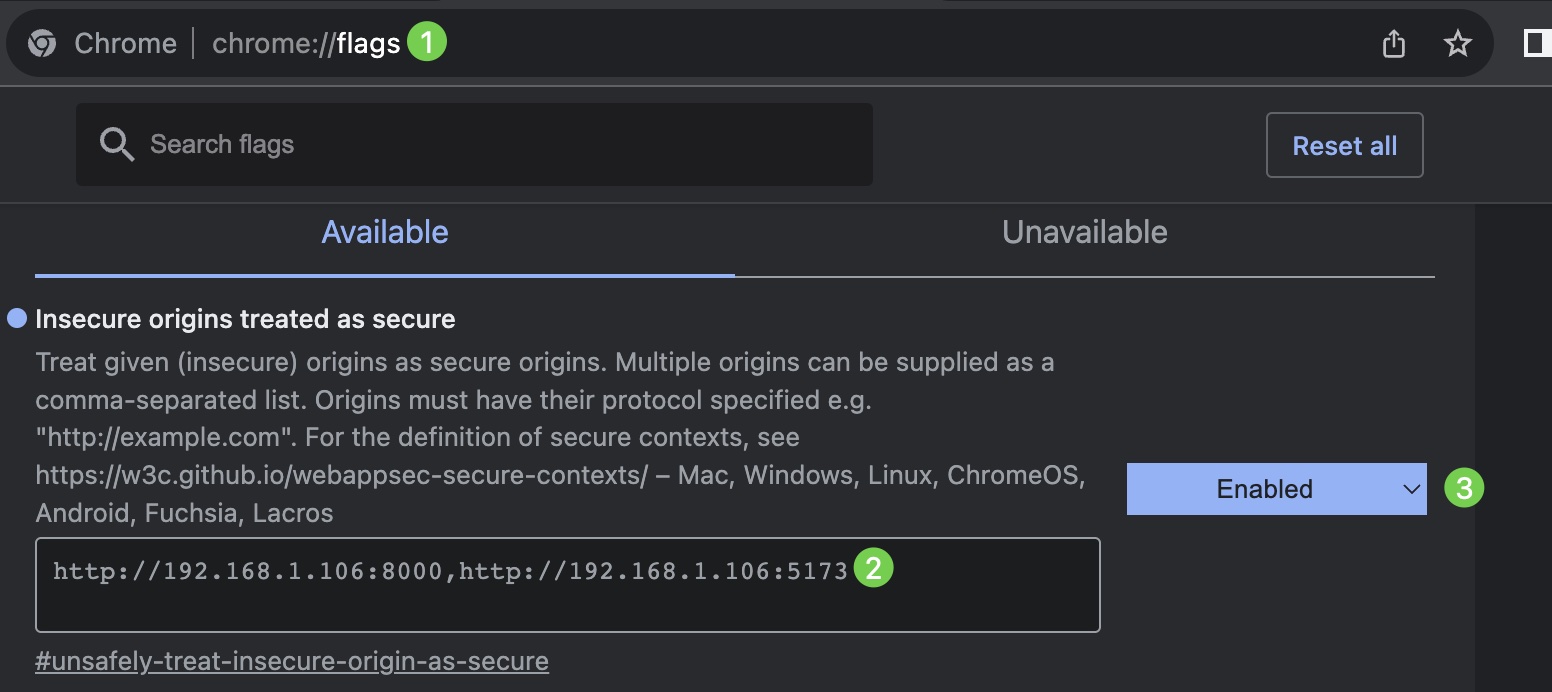 Chrome chrome://flags 1
Search flags
Reset all
Available Unavailable
Insecure origins treated as secure
Treat given (insecure) origins as secure origins. Multiple origins can be supplied as a
comma-separated list. Origins must have their protocol specified e.g.
"http://example.com". For the definition of secure contexts, see
https://w3c.github.io/webappsec-secure-contexts/ – Mac, Windows, Linux, ChromeOS,
Android, Fuchsia, Lacros
Enabled 3
http://192.168.1.106:8000,http://192.168.1.106:5173 2
#unsafely-treat-insecure-origin-as-secure